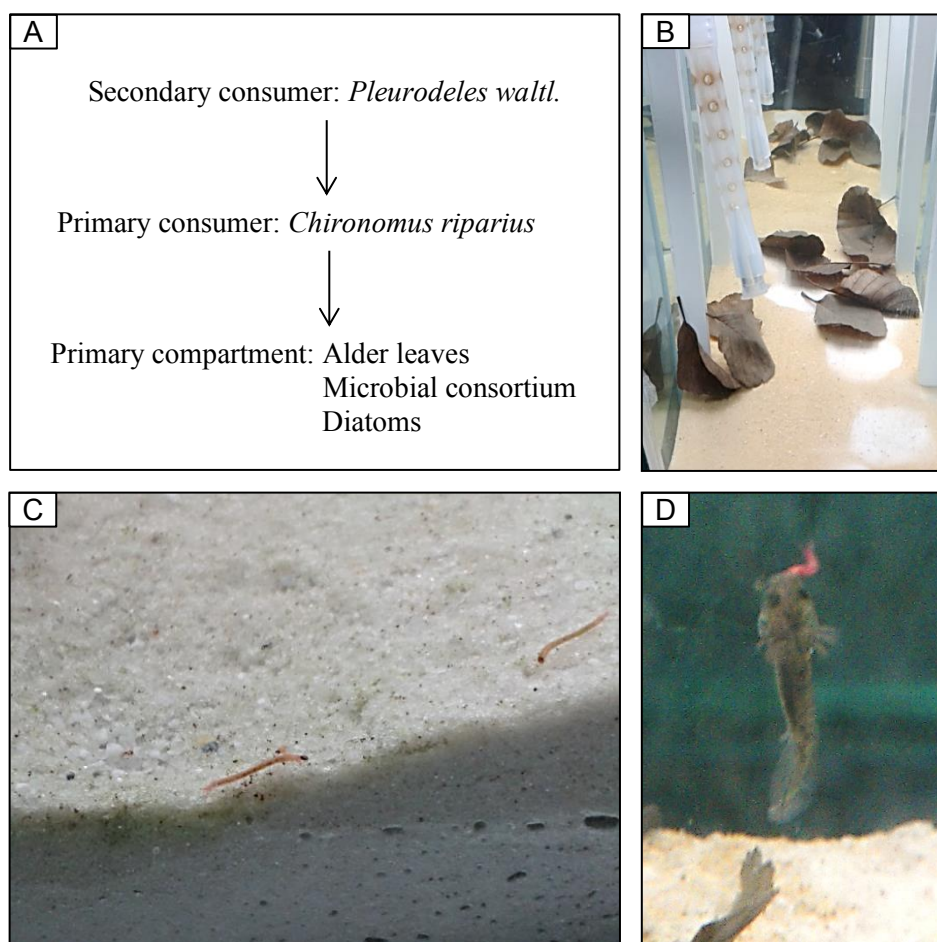 A
Secondary consumer: Pleurodeles waltl.
Primary consumer: Chironomus riparius
Primary compartment: Alder leaves
Microbial consortium
Diatoms
B
C
D